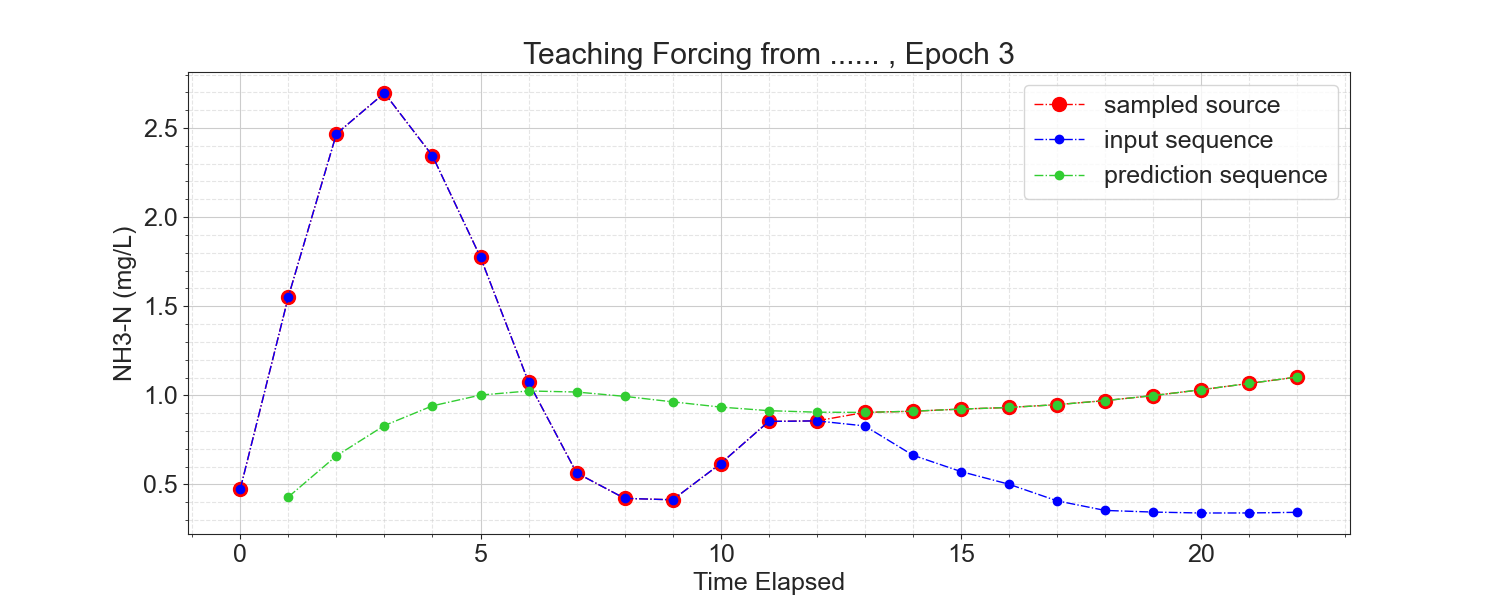 Teaching Forcing from ...... , Epoch 3
sampled source
input sequence
prediction sequence
NH3-N (mg/L)
2.5
2.0
1.5
1.0
0.5
0 5 10 15 20
Time Elapsed